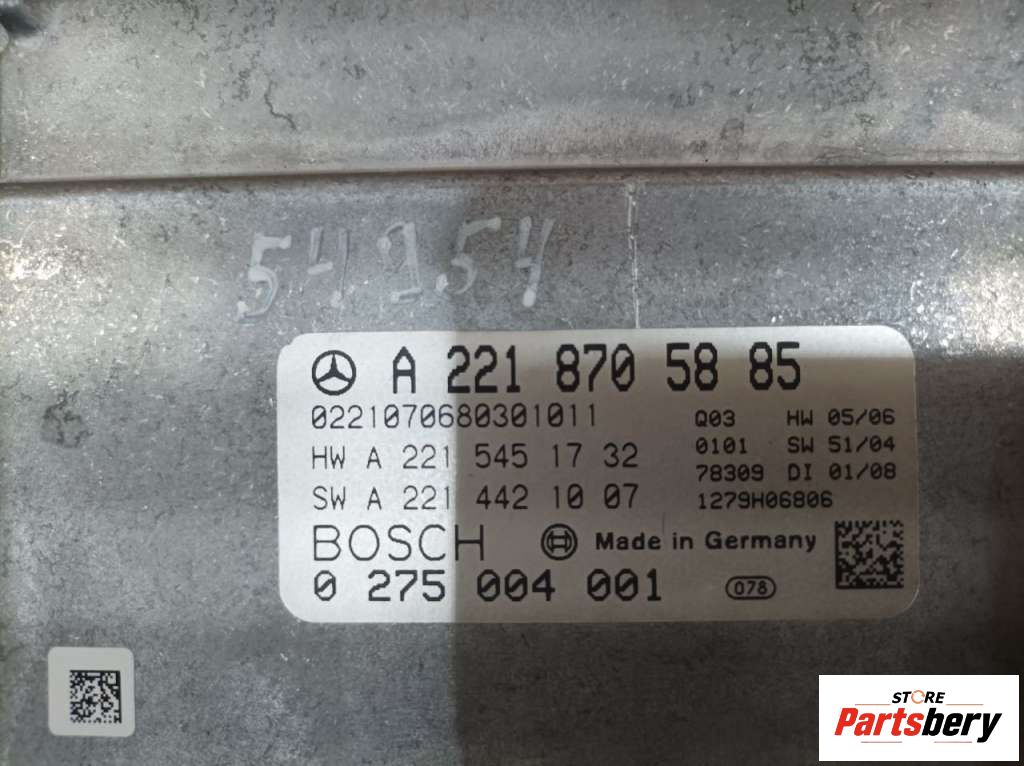 54254
A 221 870 58 85
0221070680301011
HW A 221 545 17 32
SW A 221 442 10 07
Q03 HW 05/06
0101 SW 51/04
78309 DI 01/08
1279H06806
BOSCH Made in Germany
0 275 004 001 078
STORE
Partsbery